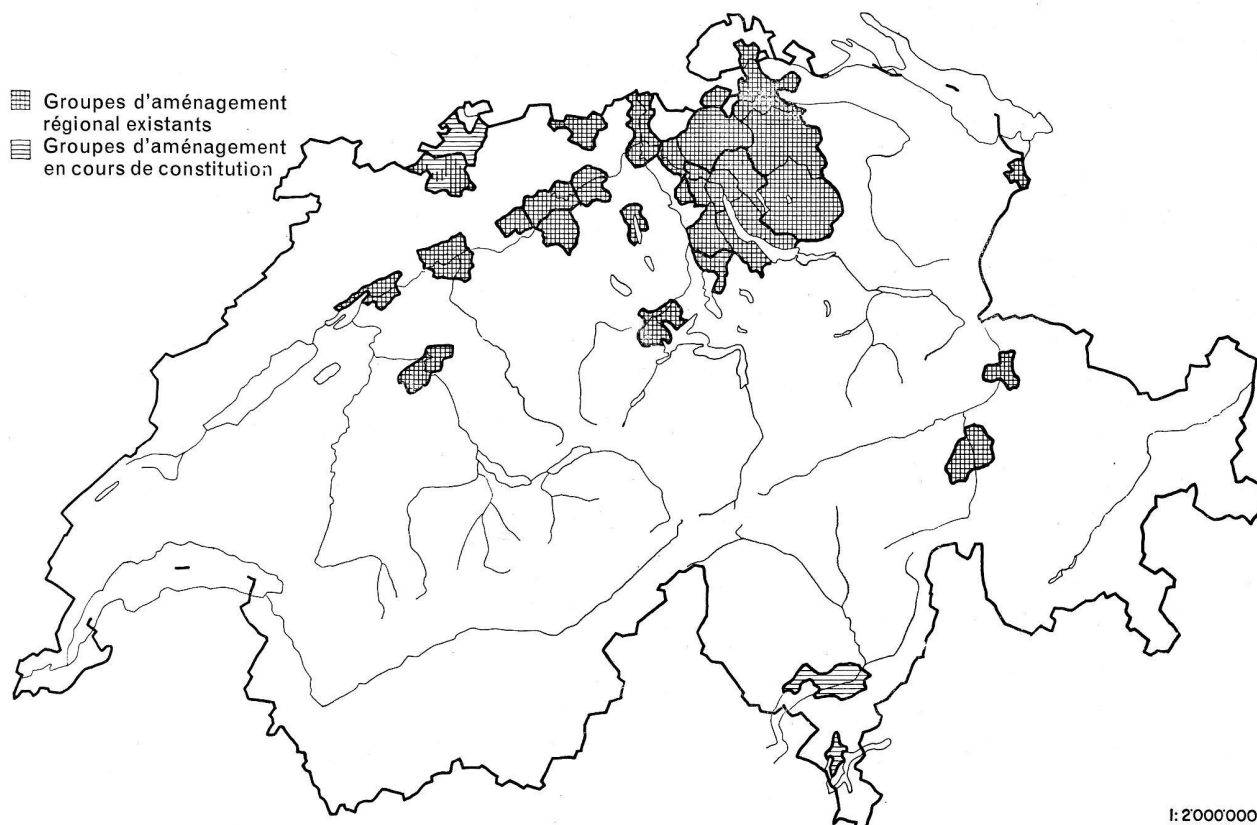 Groupes d'aménagement
régional existants
Groupes d'aménagement
en cours de constitution
1: 2'000'000